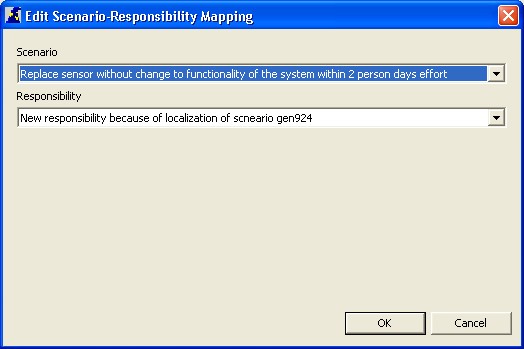 Edit Scenario-Responsibility Mapping
Scenario
Replace sensor without change to functionality of the system within 2 person days effort
Responsibility
New responsibility because of localization of scneario gen924
OK Cancel